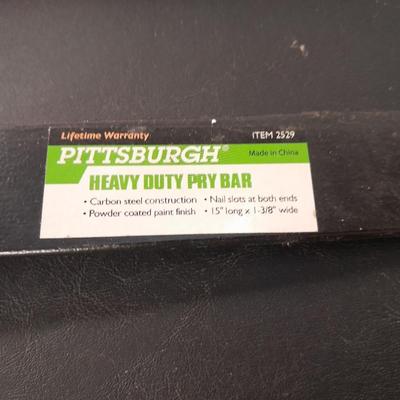 Lifetime Warranty ITEM 2529
PITTSBURGH® Made in China
HEAVY DUTY PRY BAR
• Carbon steel construction • Nail slots at both ends
• Powder coated paint finish • 15" long x 1-3/8" wide